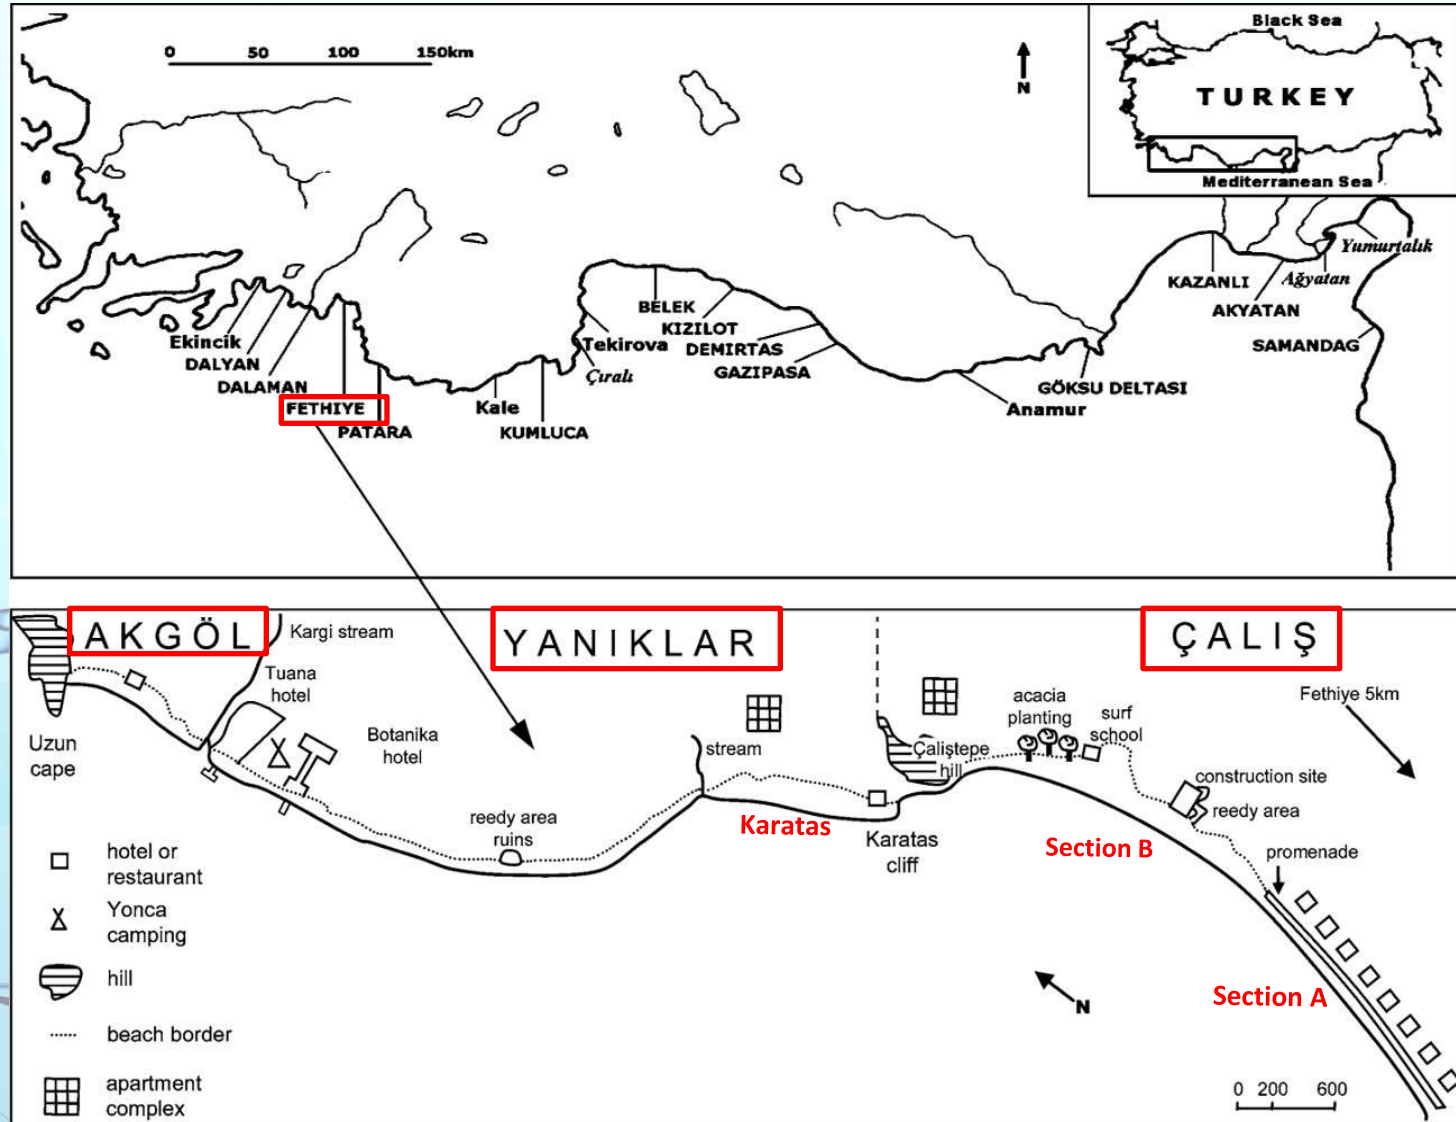 0 50 100 150km
N
Black Sea
TURKEY
Mediterranean Sea
Ekincik
DALYAN
DALAMAN
FETHIYE
PATARA
Kale
KUMLUCA
Tekirova
Çıralı
BELEK
KIZILOT
DEMIRTAS
GAZIPASA
Anamur
GÖKSU DELTASI
KAZANLI
AKYATAN
Ağyatan
Yumurtalık
SAMANDAG
AKGÖL
YANIKLAR
ÇALIŞ
Kargi stream
Tuana
hotel
Botanika
hotel
Uzun
cape
reedy area
ruins
stream
Karatas
Karatas
cliff
Çaliştepe
hill
acacia
planting
surf
school
Fethiye 5km
construction site
reedy area
promenade
Section B
Section A
N
0 200 600
hotel or
restaurant
Yonca
camping
hill
beach border
apartment
complex